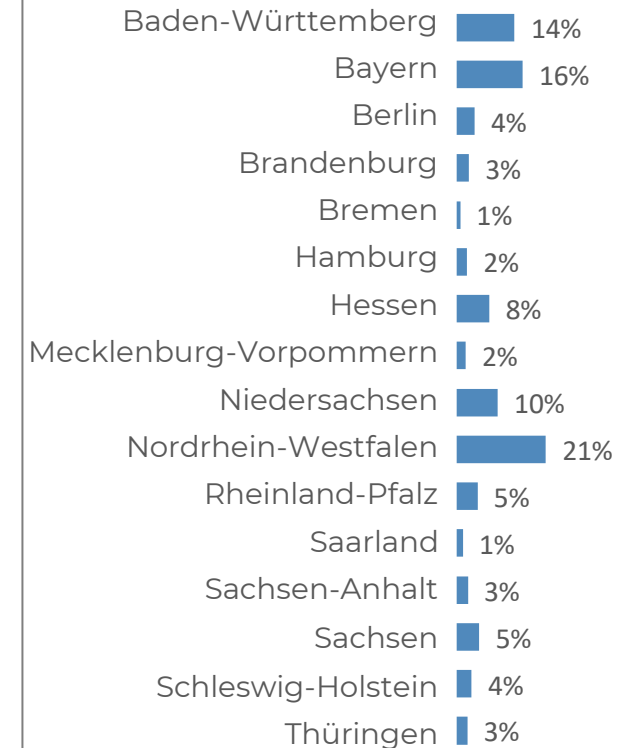 Baden-Württemberg 14%
Bayern 16%
Berlin 4%
Brandenburg 3%
Bremen 1%
Hamburg 2%
Hessen 8%
Mecklenburg-Vorpommern 2%
Niedersachsen 10%
Nordrhein-Westfalen 21%
Rheinland-Pfalz 5%
Saarland 1%
Sachsen-Anhalt 3%
Sachsen 5%
Schleswig-Holstein 4%
Thüringen 3%